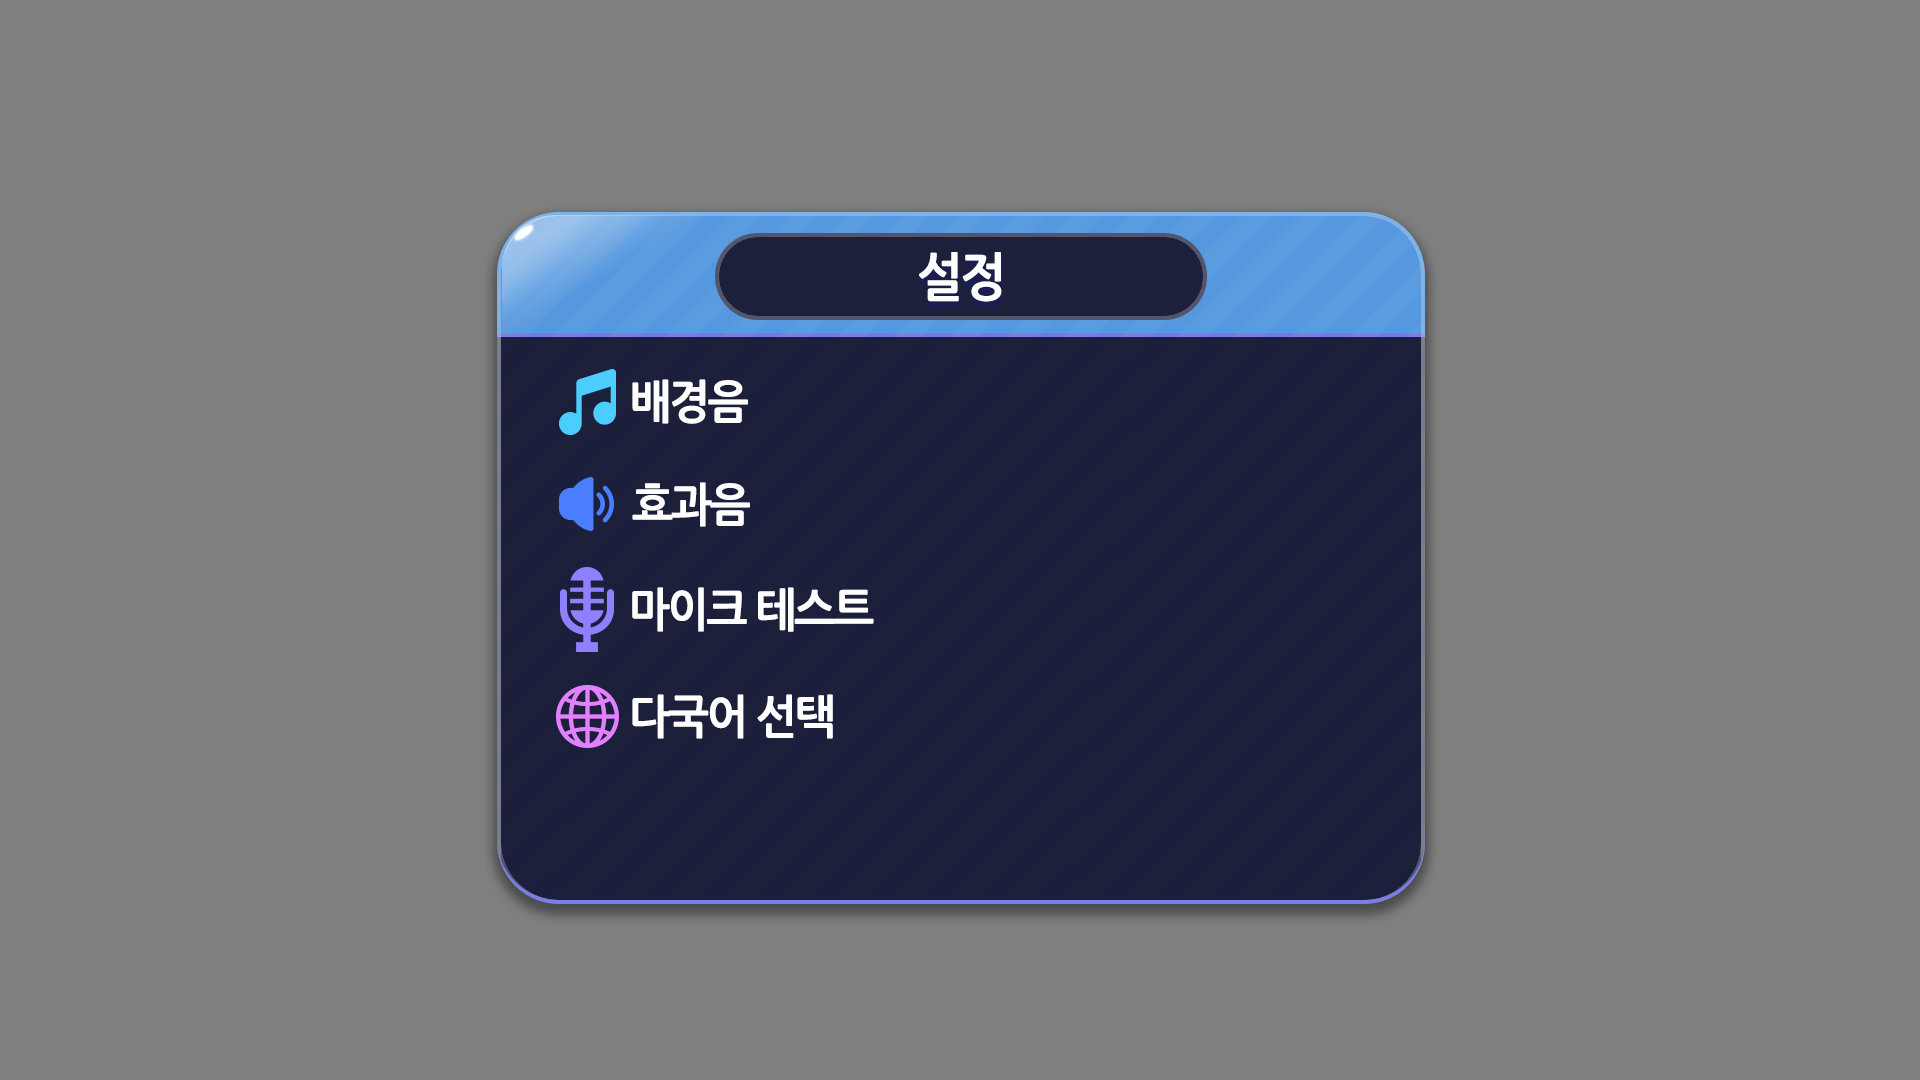 설정
배경음
효과음
마이크 테스트
다국어 선택